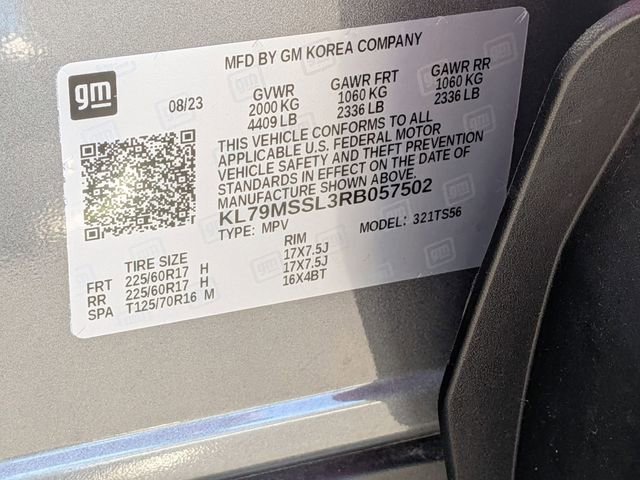 MFD BY GM KOREA COMPANY
gm
08/23
GVWR
2000 KG
4409 LB
GAWR FRT
1060 KG
2336 LB
GAWR RR
1060 KG
2336 LB
THIS VEHICLE CONFORMS TO ALL
APPLICABLE U.S. FEDERAL MOTOR
VEHICLE SAFETY AND THEFT PREVENTION
STANDARDS IN EFFECT ON THE DATE OF
MANUFACTURE SHOWN ABOVE.
KL79MSSL3RB057502
TYPE: MPV MODEL: 321TS56
TIRE SIZE RIM
FRT 225/60R17 H 17X7.5J
RR 225/60R17 H 17X7.5J
SPA T125/70R16 M 16X4BT